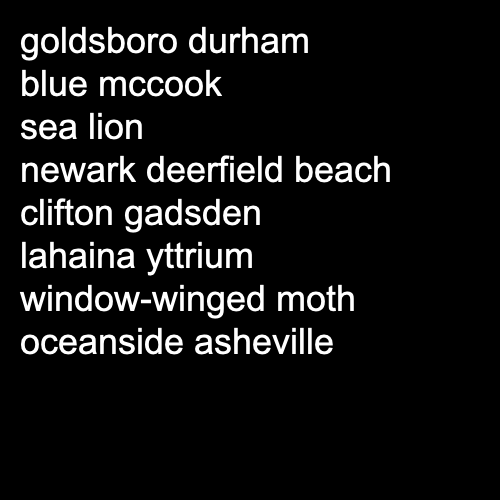 goldsboro durham
blue mccook
sea lion
newark deerfield beach
clifton gadsden
lahaina yttrium
window-winged moth
oceanside asheville